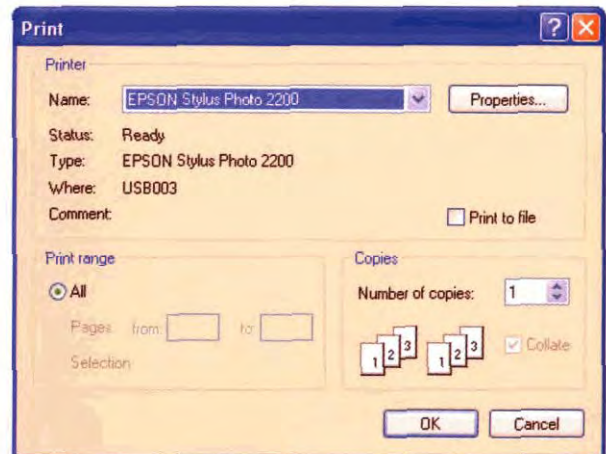 Print
Printer
Name: EPSON Stylus Photo 2200 Properties...
Status: Ready
Type: EPSON Stylus Photo 2200
Where: USB003
Comment:
Print to file
Print range
All
Pages from: to:
Selection
Copies
Number of copies: 1
1 2 3 1 2 3
Collate
OK Cancel